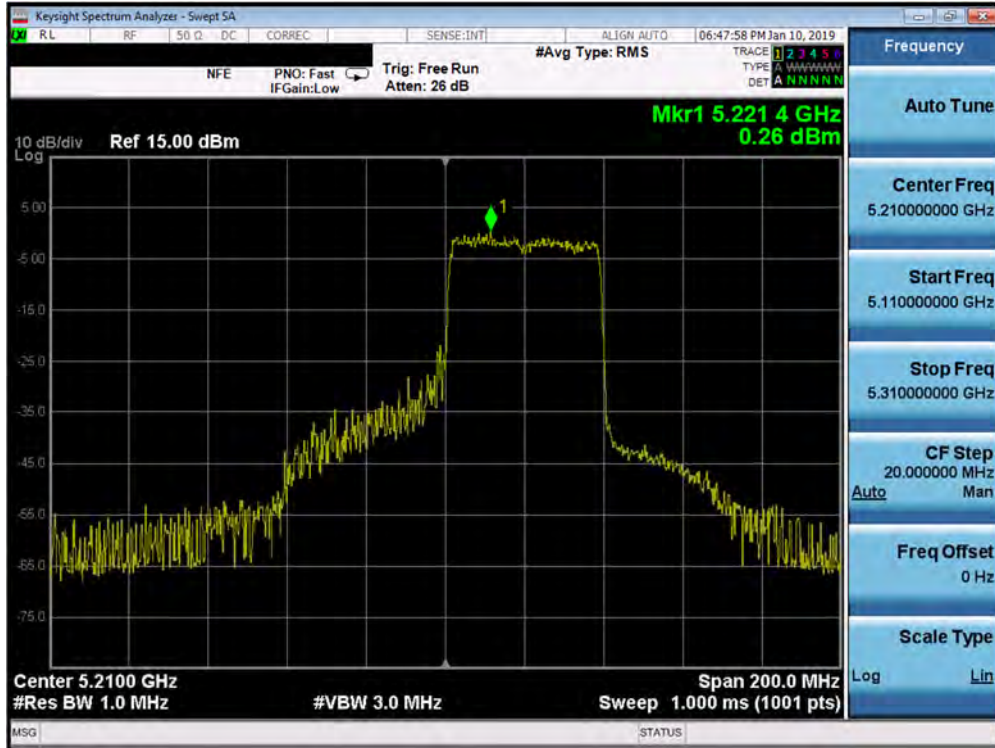 Keysight Spectrum Analyzer - Swept SA
LXI RL RF 50 Ω DC CORREC SENSE:INT ALIGN AUTO 06:47:58 PM Jan 10, 2019
NFE PNO: Fast IFGain:Low
Trig: Free Run
Atten: 26 dB
#Avg Type: RMS
TRACE 1 2 3 4 5 6
TYPE A WWWWW
DET A N N N N N
Mkr1 5.221 4 GHz
0.26 dBm
10 dB/div Ref 15.00 dBm
Log
1
5.00
-5.00
-15.0
-25.0
-35.0
-45.0
-55.0
-65.0
-75.0
Center 5.2100 GHz Span 200.0 MHz
#Res BW 1.0 MHz #VBW 3.0 MHz Sweep 1.000 ms (1001 pts)
MSG STATUS
Frequency
Auto Tune
Center Freq
5.210000000 GHz
Start Freq
5.110000000 GHz
Stop Freq
5.310000000 GHz
CF Step
20.000000 MHz
Auto Man
Freq Offset
0 Hz
Scale Type
Log Lin